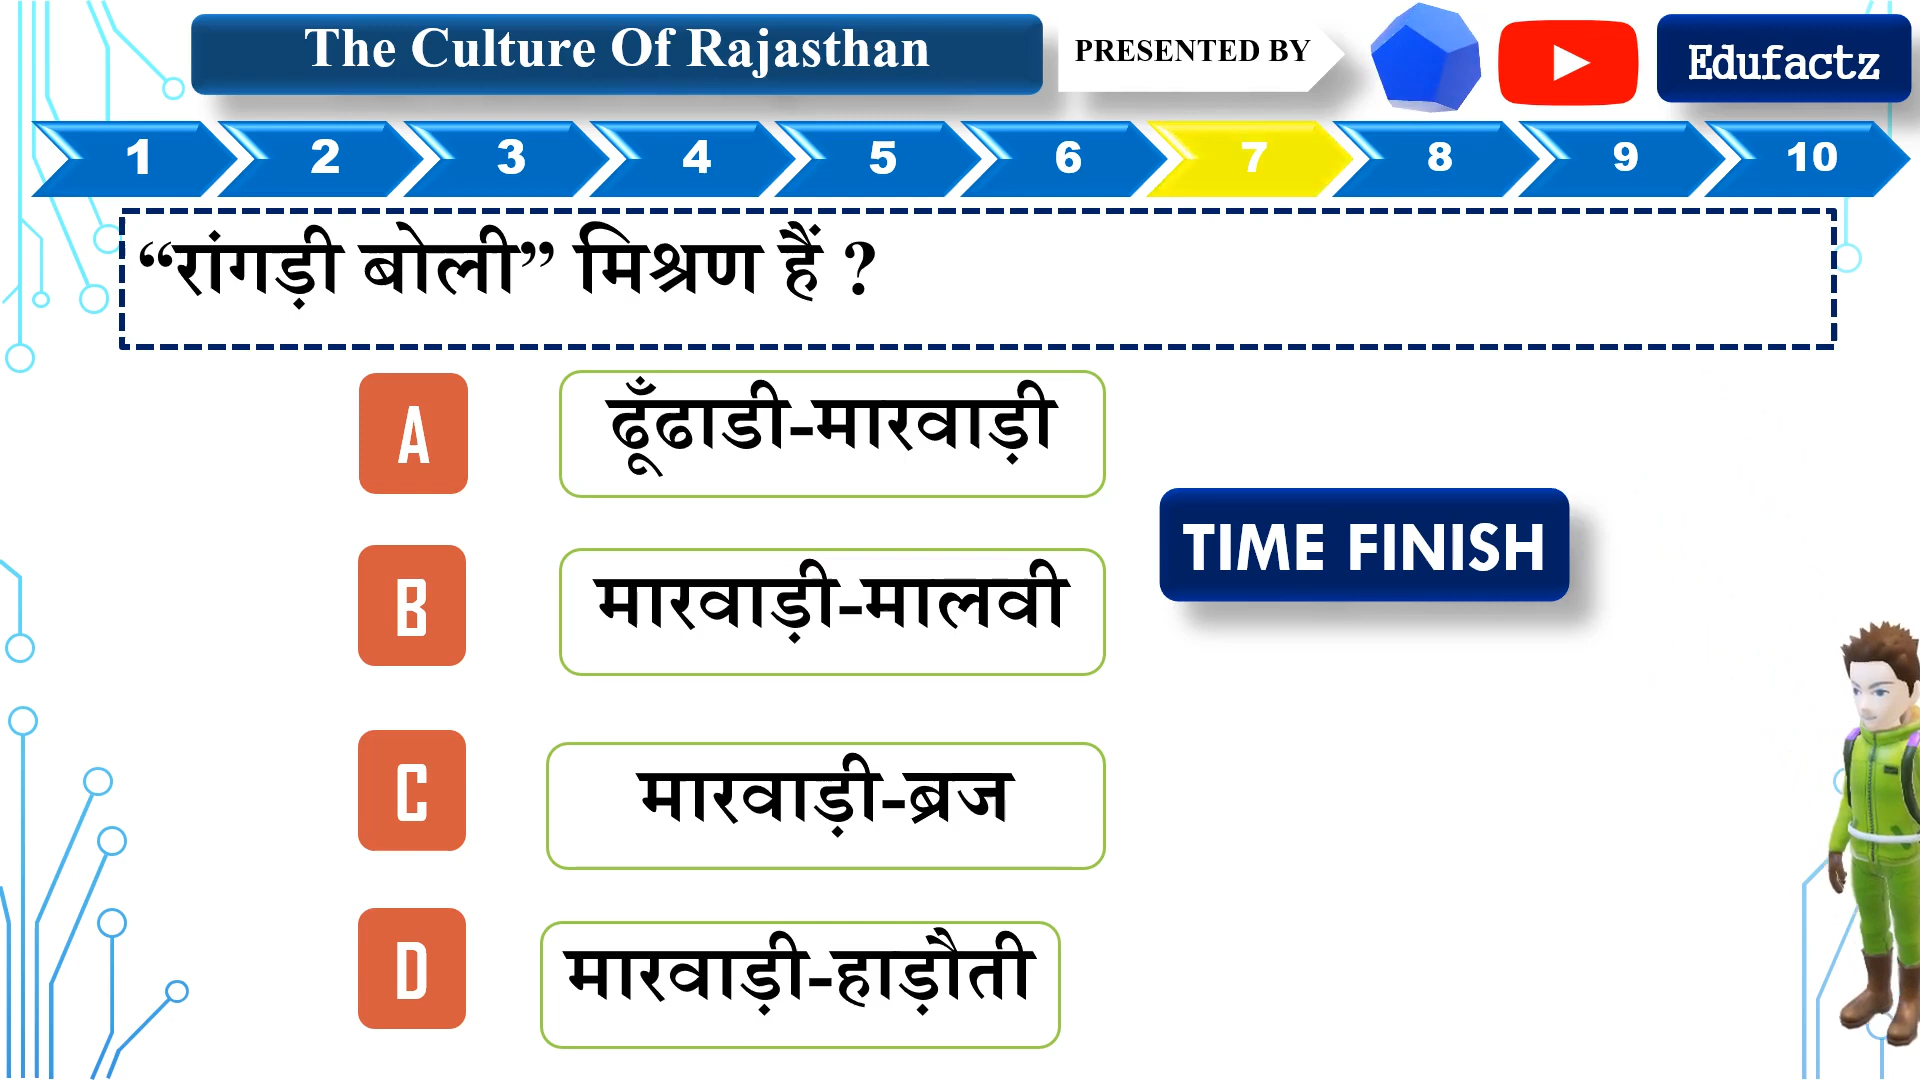 The Culture Of Rajasthan
PRESENTED BY
Edufactz
1 2 3 4 5 6 7 8 9 10
“रांगड़ी बोली” मिश्रण हैं ?
A ढूँढाडी-मारवाड़ी
TIME FINISH
B मारवाड़ी-मालवी
C मारवाड़ी-ब्रज
D मारवाड़ी-हाड़ौती